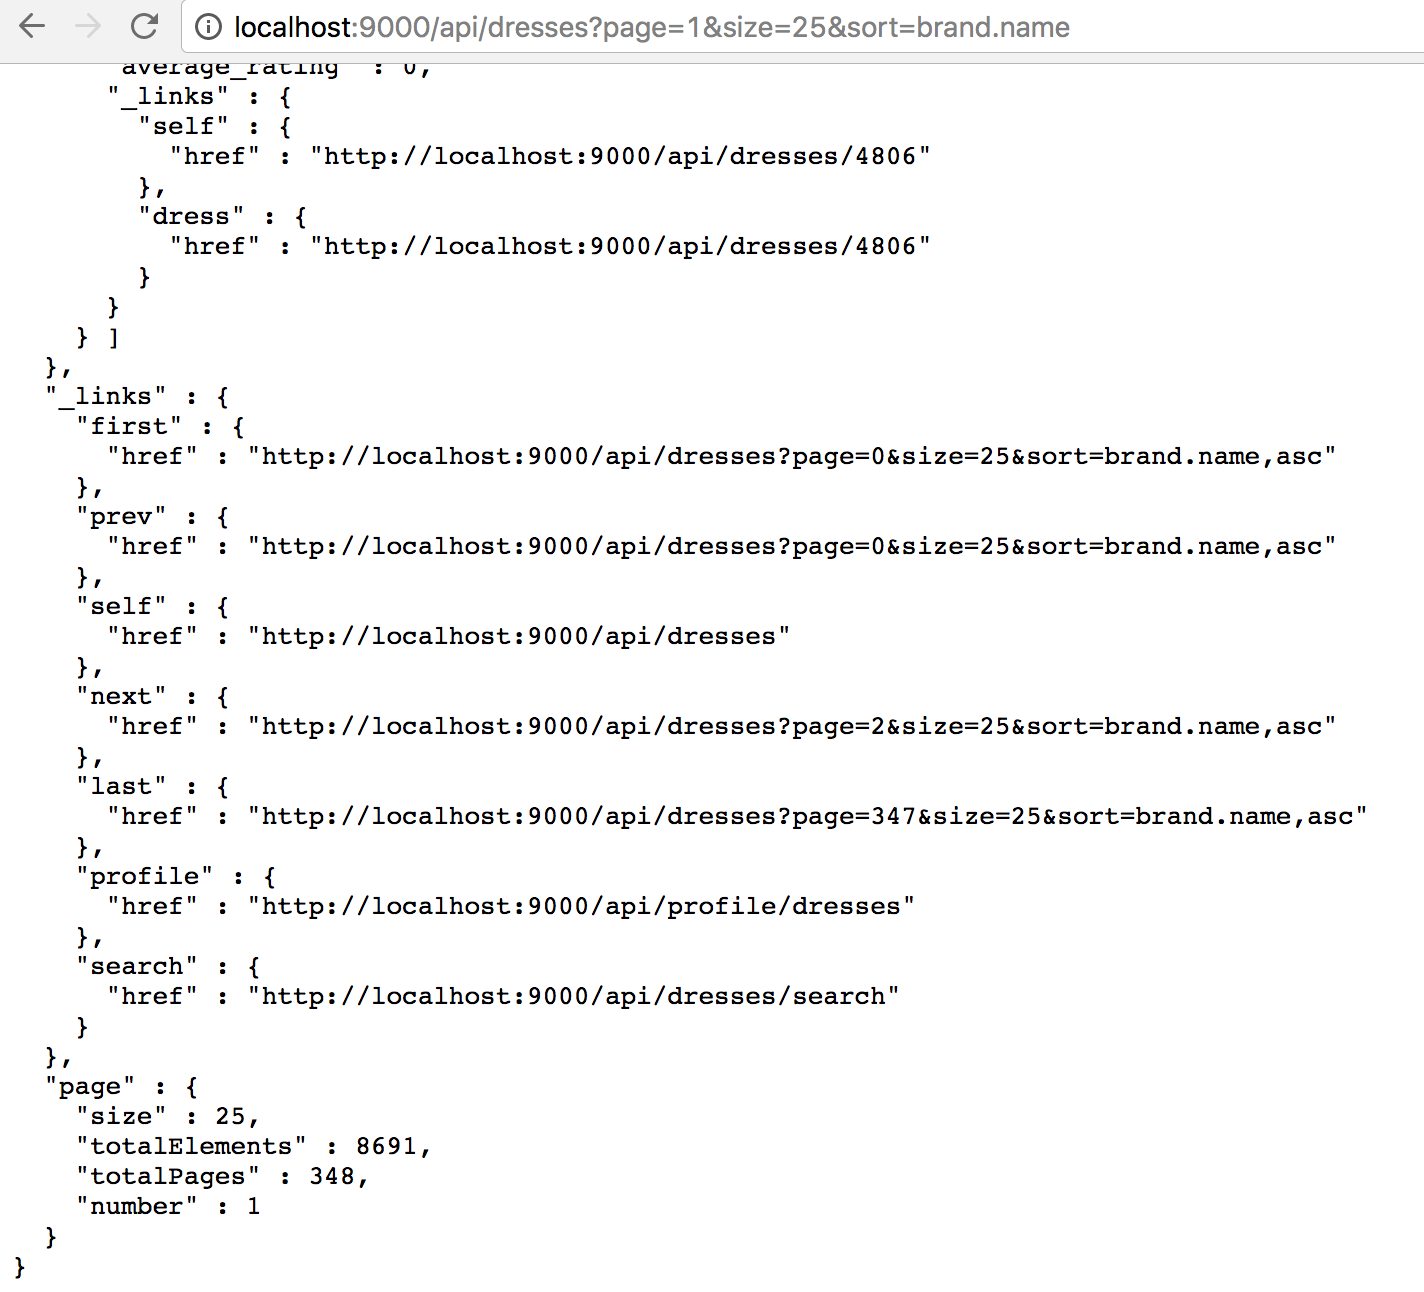 localhost:9000/api/dresses?page=1&size=25&sort=brand.name
average_rating" : 0,
"_links" : {
"self" : {
"href" : "http://localhost:9000/api/dresses/4806"
},
"dress" : {
"href" : "http://localhost:9000/api/dresses/4806"
}
}
} ]
},
"_links" : {
"first" : {
"href" : "http://localhost:9000/api/dresses?page=0&size=25&sort=brand.name,asc"
},
"prev" : {
"href" : "http://localhost:9000/api/dresses?page=0&size=25&sort=brand.name,asc"
},
"self" : {
"href" : "http://localhost:9000/api/dresses"
},
"next" : {
"href" : "http://localhost:9000/api/dresses?page=2&size=25&sort=brand.name,asc"
},
"last" : {
"href" : "http://localhost:9000/api/dresses?page=347&size=25&sort=brand.name,asc"
},
"profile" : {
"href" : "http://localhost:9000/api/profile/dresses"
},
"search" : {
"href" : "http://localhost:9000/api/dresses/search"
}
},
"page" : {
"size" : 25,
"totalElements" : 8691,
"totalPages" : 348,
"number" : 1
}
}